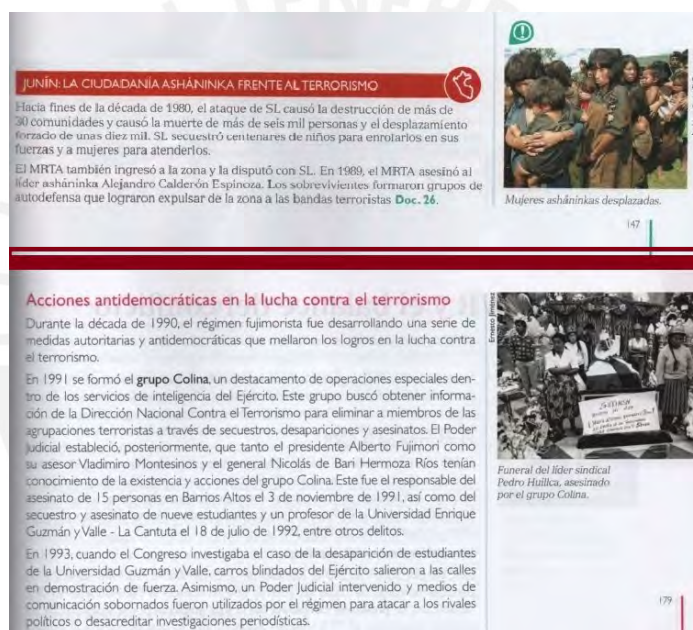 JUNÍN: LA CIUDADANÍA ASHÁNINKA FRENTE AL TERRORISMO
Hacia fines de la década de 1980, el ataque de SL causó la destrucción de más de
30 comunidades y causó la muerte de más de seis mil personas y el desplazamiento
forzado de unas diez mil. SL secuestró centenares de niños para enrolarlos en sus
fuerzas y a mujeres para atenderlos.
El MRTA también ingresó a la zona y la disputó con SL. En 1989, el MRTA asesinó al
líder asháninka Alejandro Calderón Espinoza. Los sobrevivientes formaron grupos de
autodefensa que lograron expulsar de la zona a las bandas terroristas Doc. 26.
Mujeres asháninkas desplazadas.
147
Acciones antidemocráticas en la lucha contra el terrorismo
Durante la década de 1990, el régimen fujimorista fue desarrollando una serie de
medidas autoritarias y antidemocráticas que mellaron los logros en la lucha contra
el terrorismo.
En 1991 se formó el grupo Colina, un destacamento de operaciones especiales den-
tro de los servicios de inteligencia del Ejército. Este grupo buscó obtener informa-
ción de la Dirección Nacional Contra el Terrorismo para eliminar a miembros de las
agrupaciones terroristas a través de secuestros, desapariciones y asesinatos. El Poder
Judicial estableció, posteriormente, que tanto el presidente Alberto Fujimori como
su asesor Vladimiro Montesinos y el general Nicolás de Bari Hermoza Ríos tenían
conocimiento de la existencia y acciones del grupo Colina. Este fue el responsable del
asesinato de 15 personas en Barrios Altos el 3 de noviembre de 1991, así como del
secuestro y asesinato de nueve estudiantes y un profesor de la Universidad Enrique
Guzmán y Valle - La Cantuta el 18 de julio de 1992, entre otros delitos.
En 1993, cuando el Congreso investigaba el caso de la desaparición de estudiantes
de la Universidad Guzmán y Valle, carros blindados del Ejército salieron a las calles
en demostración de fuerza. Asimismo, un Poder Judicial intervenido y medios de
comunicación sobornados fueron utilizados por el régimen para atacar a los rivales
políticos o desacreditar investigaciones periodísticas.
Ernesto Jiménez
Funeral del líder sindical
Pedro Huillca, asesinado
por el grupo Colina.
179